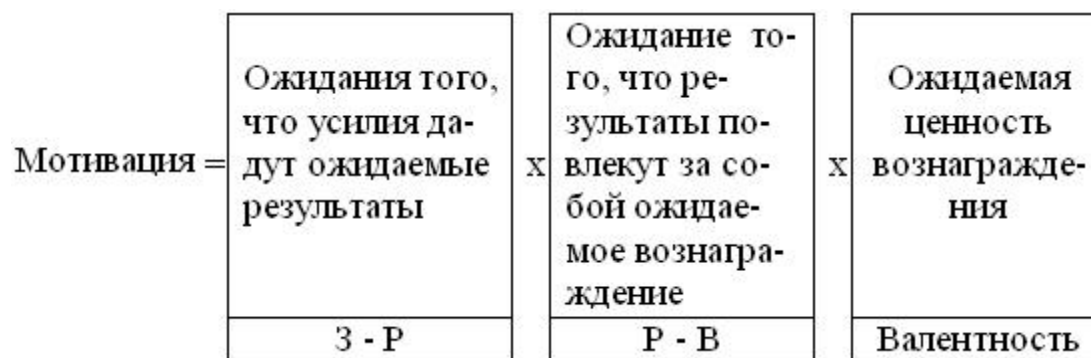 Мотивация =
Ожидания того,
что усилия да-
дут ожидаемые
результаты
З - Р
х
Ожидание то-
го, что ре-
зультаты по-
влекут за со-
бой ожидае-
мое вознагра-
ждение
Р - В
х
Ожидаемая
ценность
вознагражде-
ния
Валентность